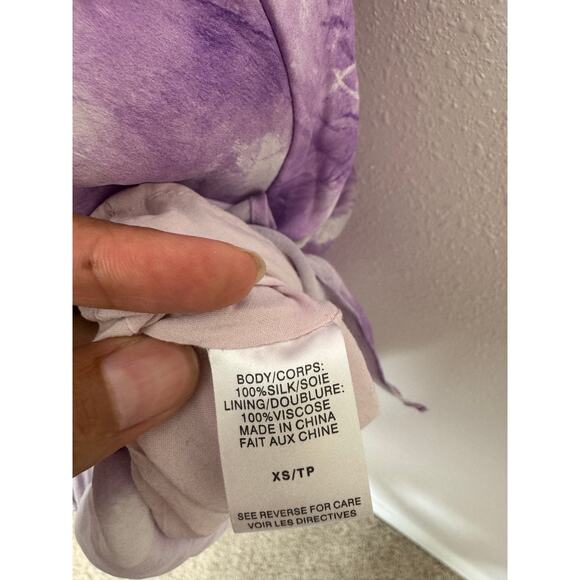 BODY/CORPS:
100%SILK/SOIE
LINING/DOUBLURE:
100%VISCOSE
MADE IN CHINA
FAIT AUX CHINE
XS/TP
SEE REVERSE FOR CARE
VOIR LES DIRECTIVES